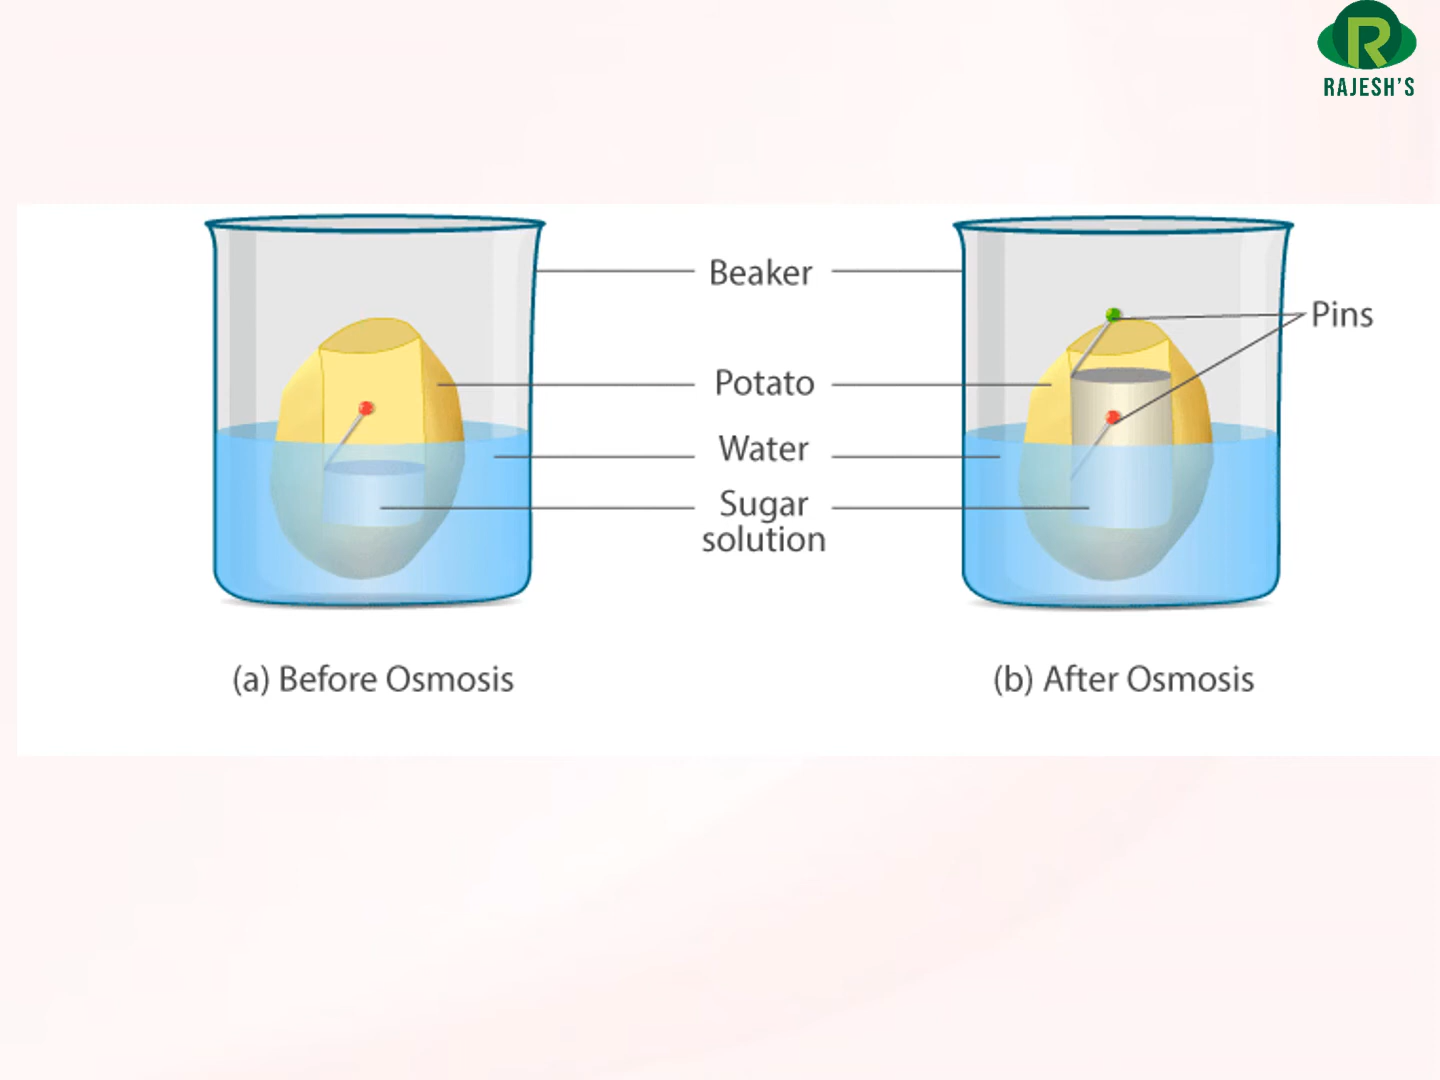 R
RAJESH'S
Beaker
Pins
Potato
Water
Sugar
solution
(a) Before Osmosis
(b) After Osmosis